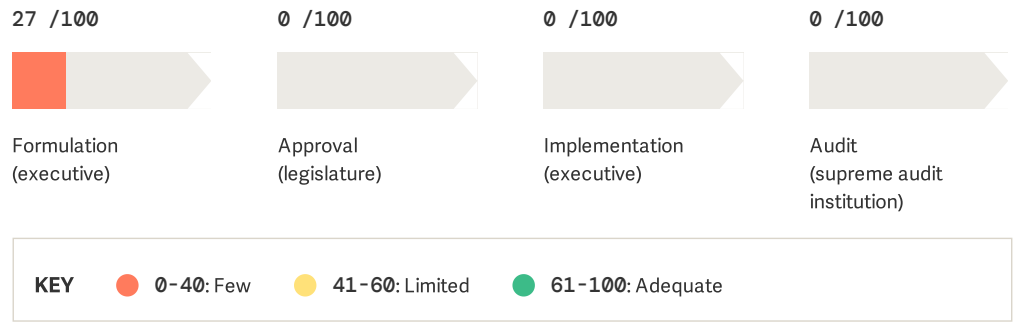 27 /100 0 /100 0 /100 0 /100
Formulation Approval Implementation Audit
(executive) (legislature) (executive) (supreme audit
institution)
KEY 0-40: Few 41-60: Limited 61-100: Adequate